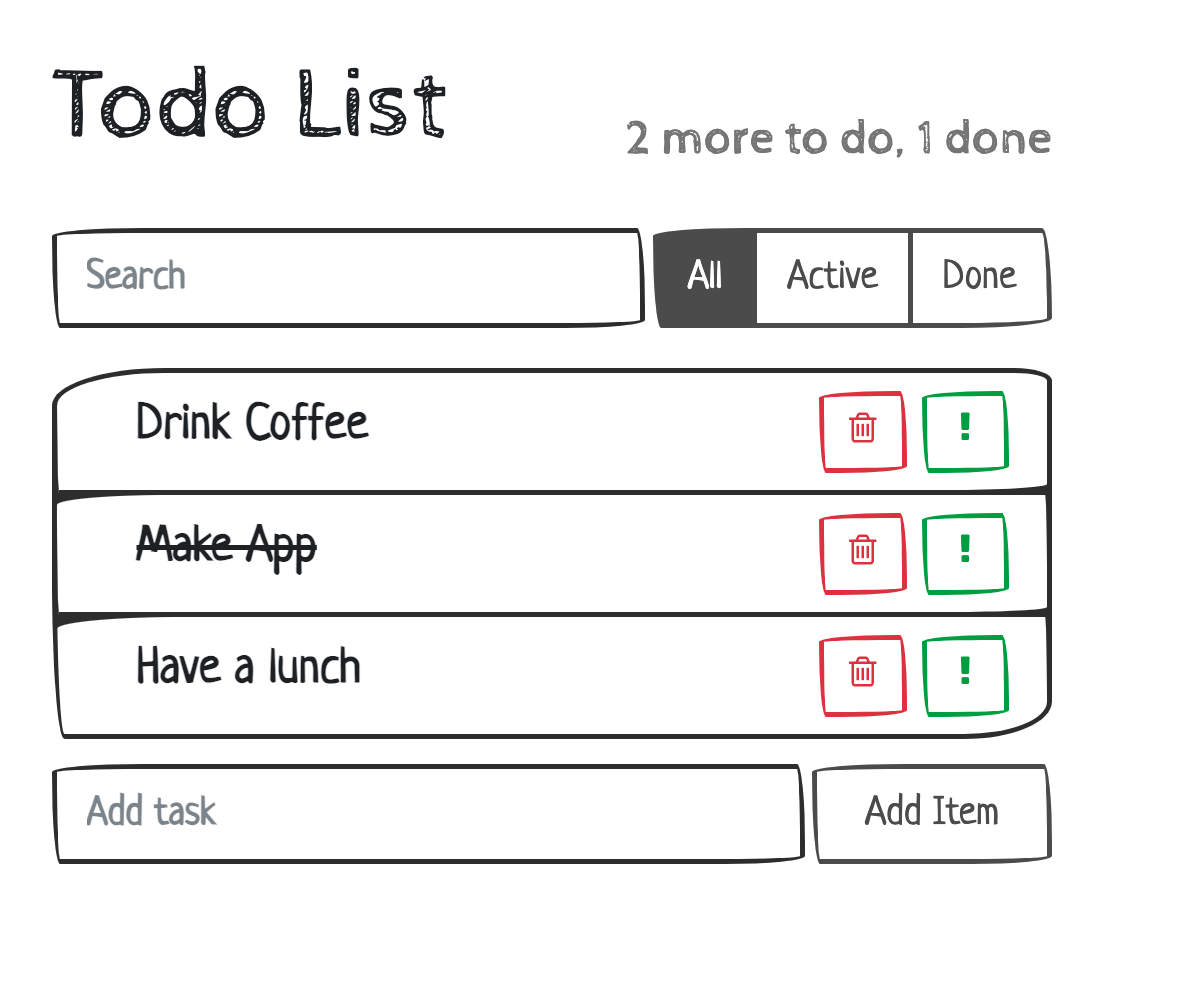 Todo List
2 more to do, 1 done
Search
All Active Done
Drink Coffee
Make App
Have a lunch
Add task
Add Item